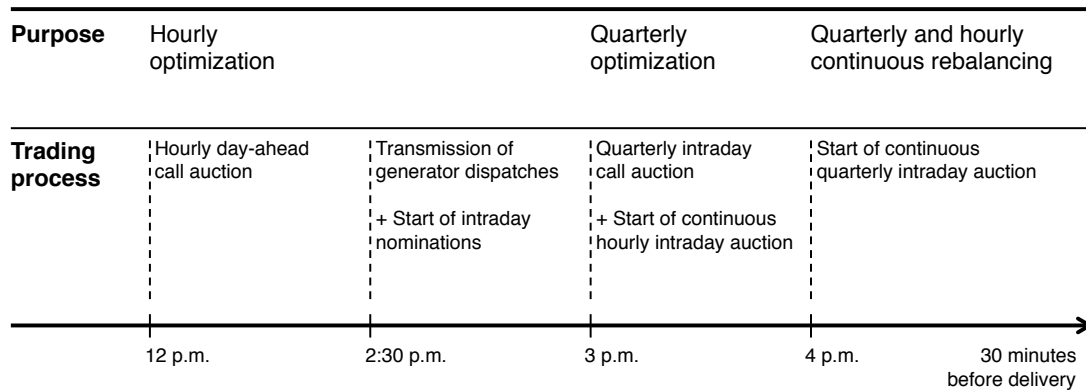 Purpose
Hourly
optimization
Quarterly
optimization
Quarterly and hourly
continuous rebalancing
Trading
process
Hourly day-ahead
call auction
Transmission of
generator dispatches
+ Start of intraday
nominations
Quarterly intraday
call auction
+ Start of continuous
hourly intraday auction
Start of continuous
quarterly intraday auction
12 p.m.
2:30 p.m.
3 p.m.
4 p.m.
30 minutes
before delivery